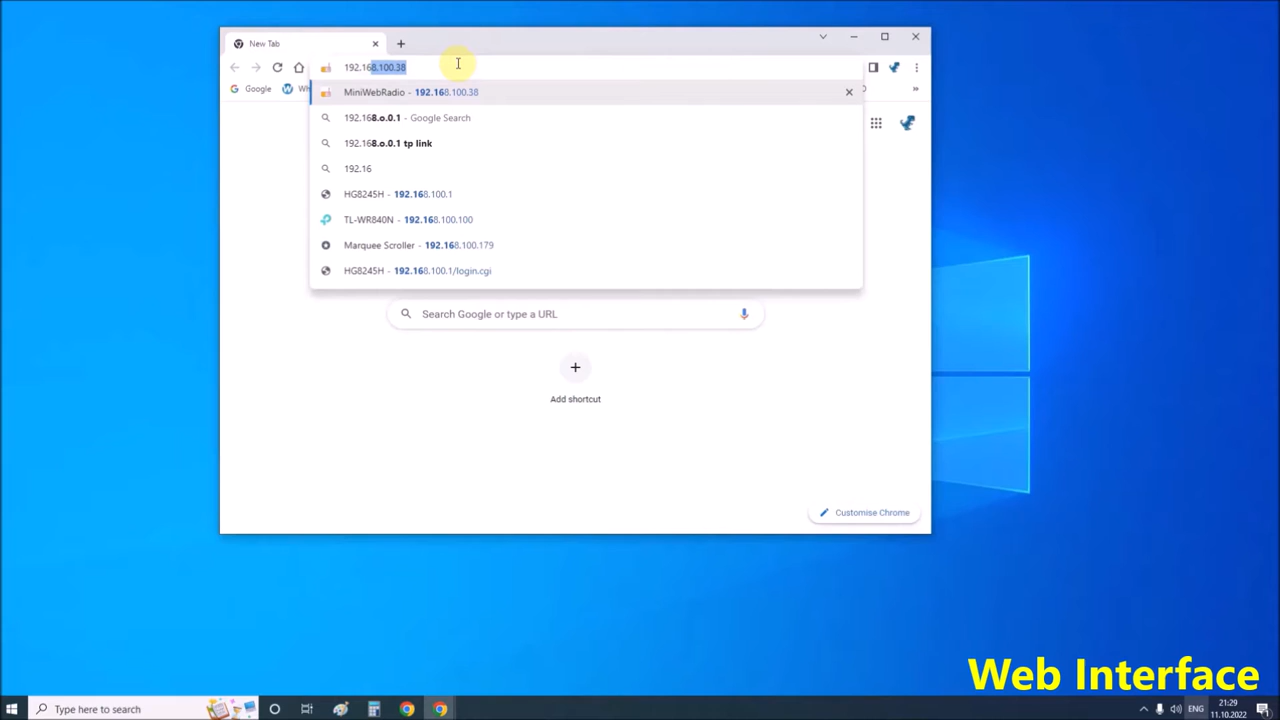 New Tab
192.168.100.38
Google
Wh
MiniWebRadio - 192.168.100.38
192.168.o.0.1 - Google Search
192.168.o.0.1 tp link
192.16
HG8245H - 192.168.100.1
TL-WR840N - 192.168.100.100
Marquee Scroller - 192.168.100.179
HG8245H - 192.168.100.1/login.cgi
Search Google or type a URL
Add shortcut
Customise Chrome
Web Interface
Type here to search
ENG
21:29
11.10.2022